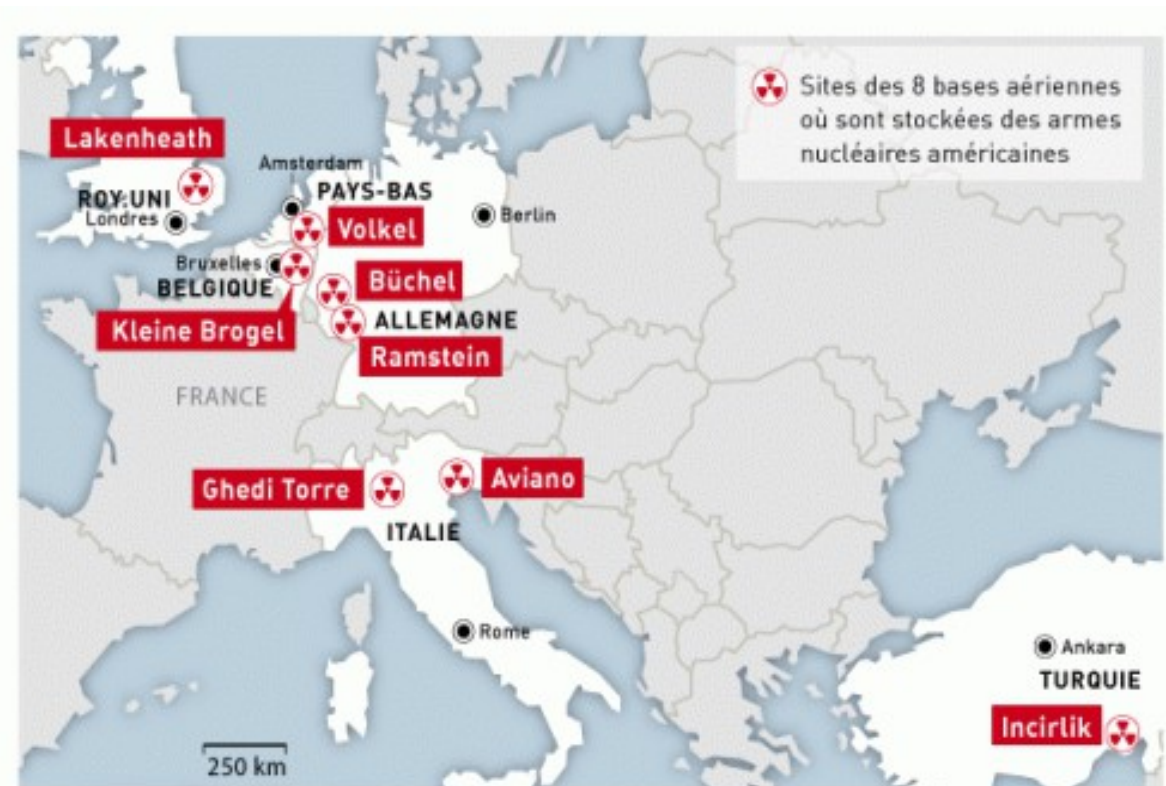 Sites des 8 bases aériennes
où sont stockées des armes
nucléaires américaines
Lakenheath
Amsterdam
ROY.UNI
PAYS-BAS
Londres
Volkel
Berlin
Bruxelles
BELGIQUE
Büchel
Kleine Brogel
ALLEMAGNE
Ramstein
FRANCE
Ghedi Torre
Aviano
ITALIE
Rome
Ankara
TURQUIE
Incirlik
250 km